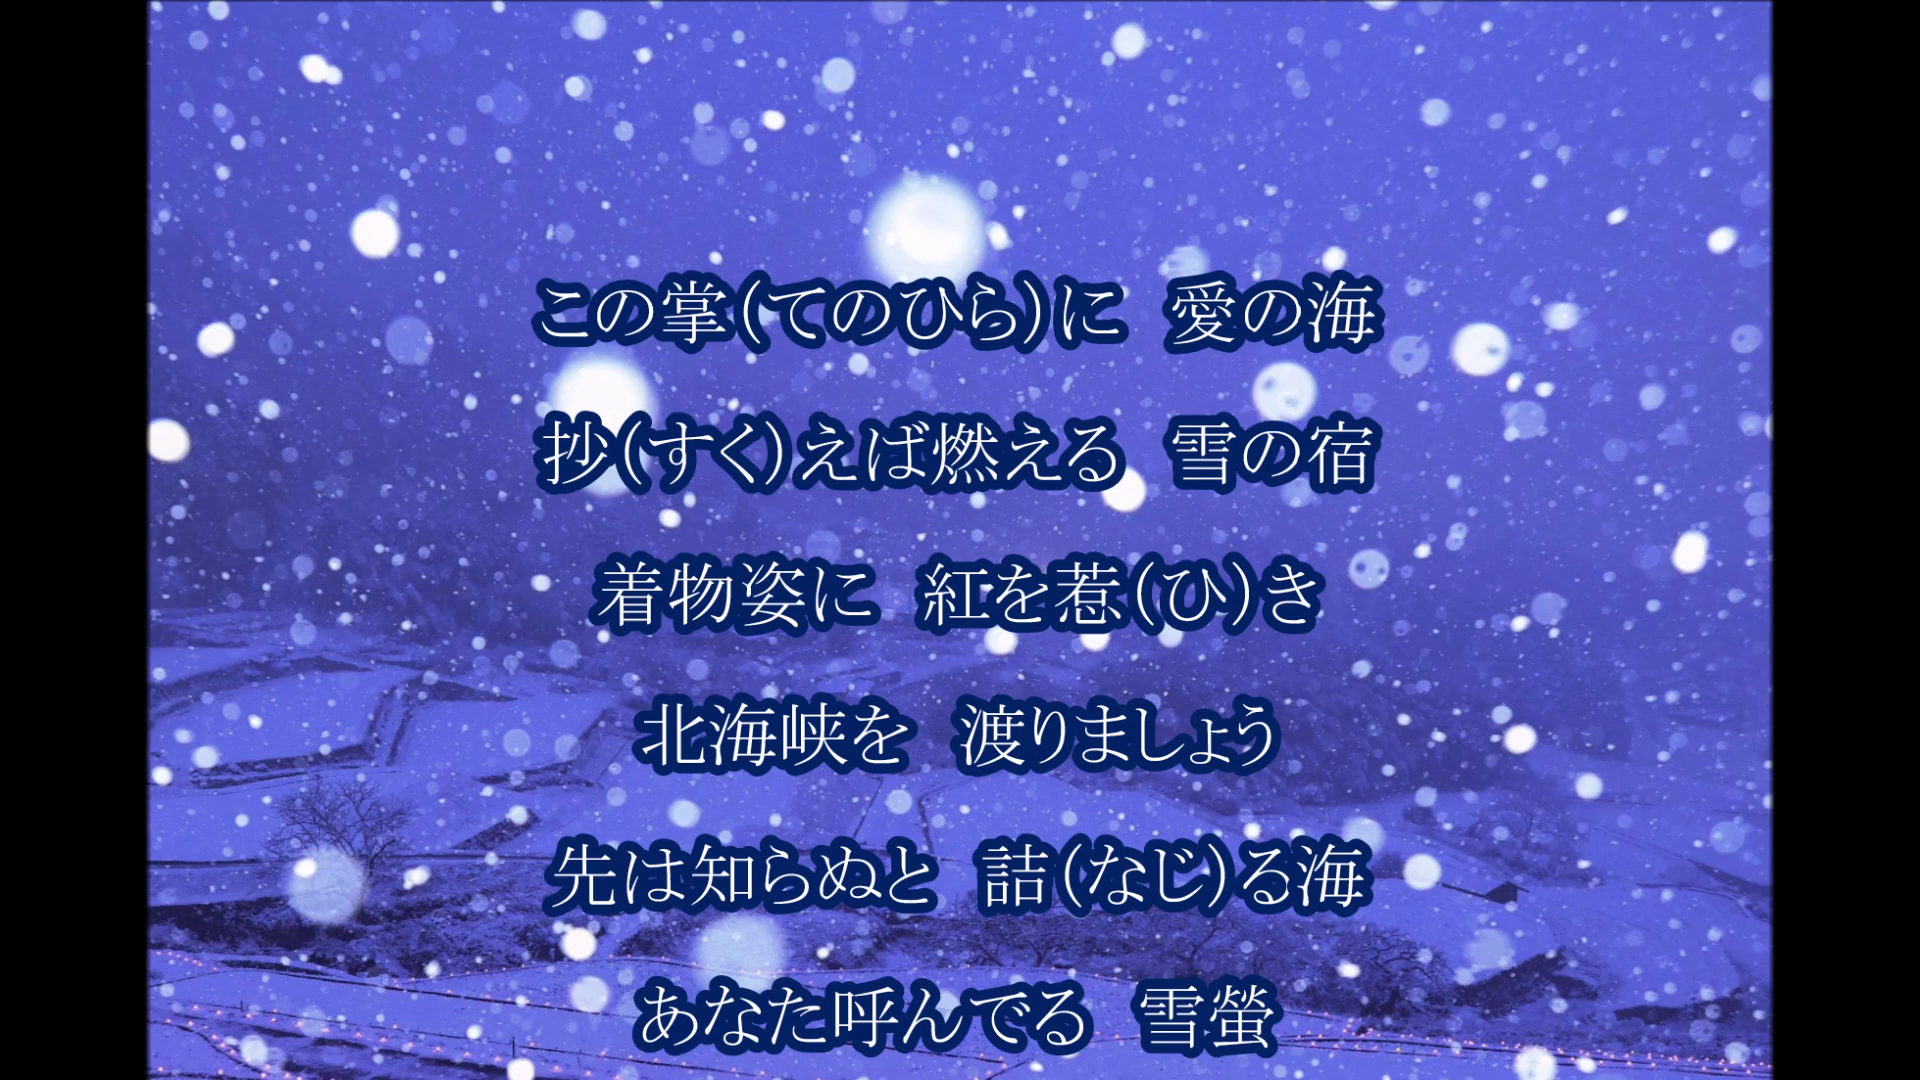 この掌（てのひら）に　愛の海
抄（すく）えば燃える　雪の宿
着物姿に　紅を惹（ひ）き
北海峡を　渡りましょう
先は知らぬと　詰（なじ）る海
あなた呼んでる　雪螢